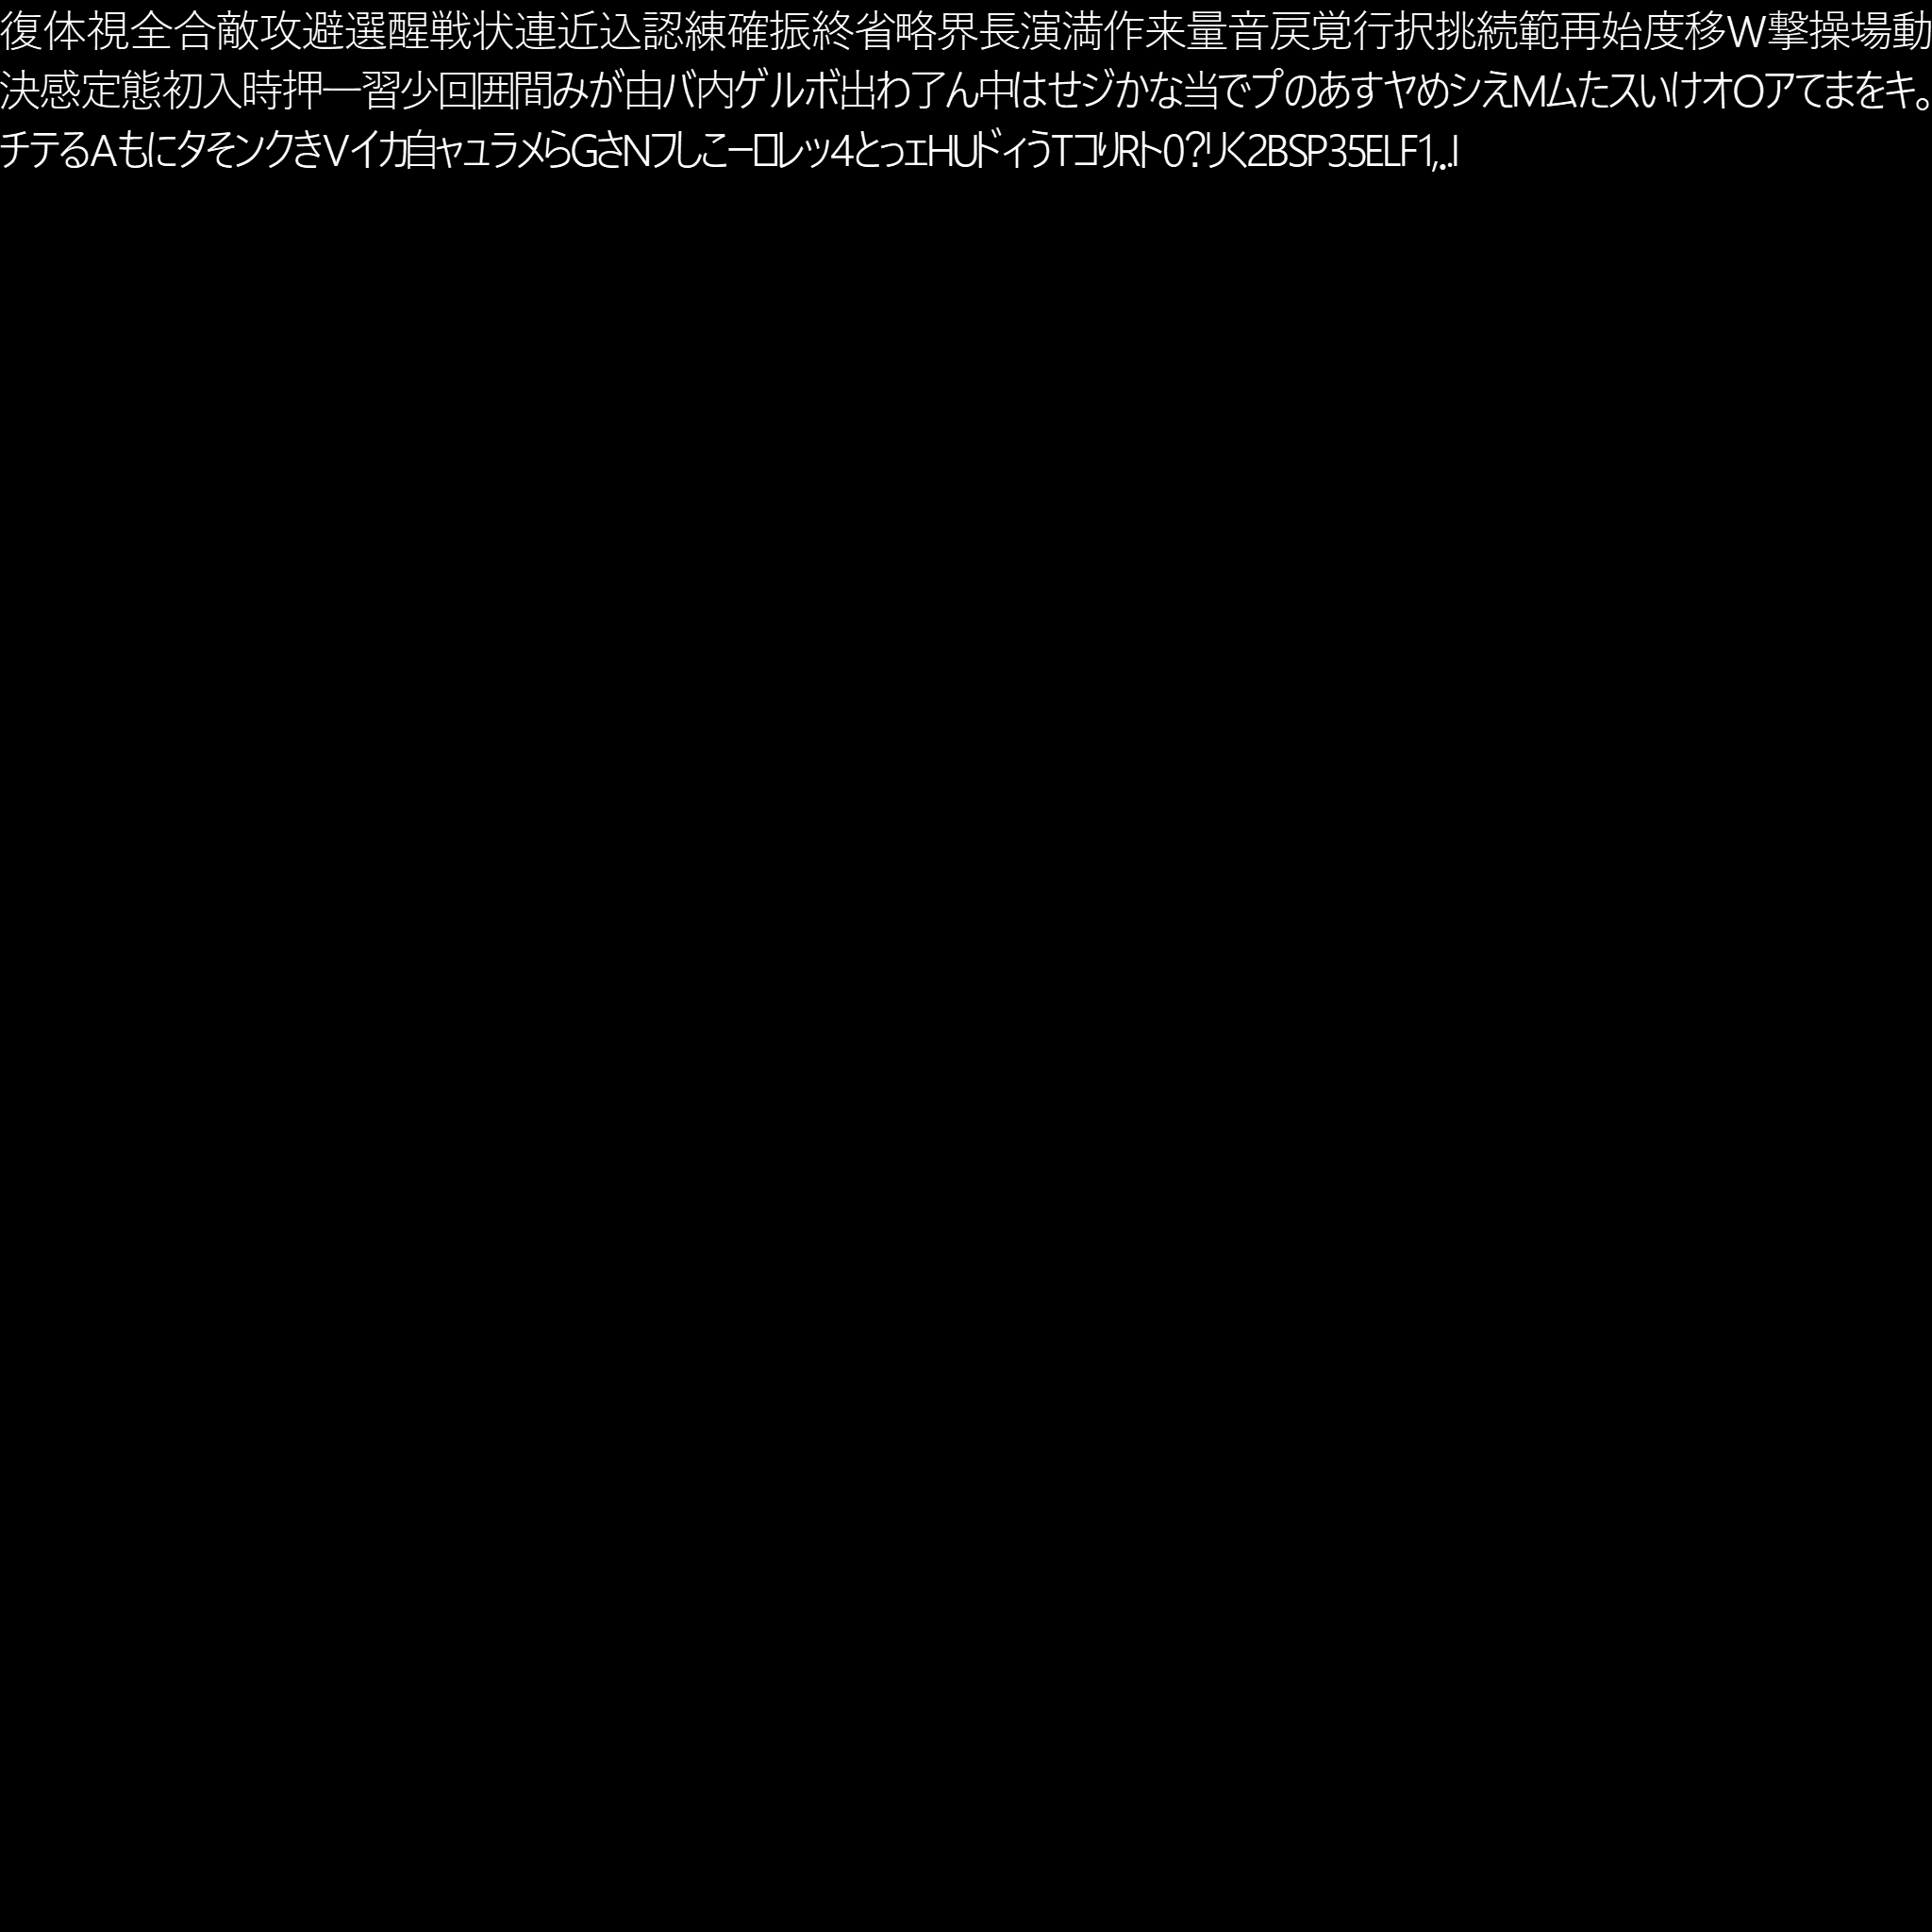 復体視全合敵攻避選醒戦状連近込認練確振終省略界長演満作来量音戻覚行択挑続範再始度移W撃操場動
決感定態初入時押一習少回囲間みが由バ内ゲルボ出わ了ん中はせジかな当でプのあすヤめシえMムたスいけオOアてまをキ。
チテるAもにタそンクきVイカ自ャュラメらGさNフしこーロレッ4とっェHUドィうTコりRト0?リく2BSP35ELF1,・.I